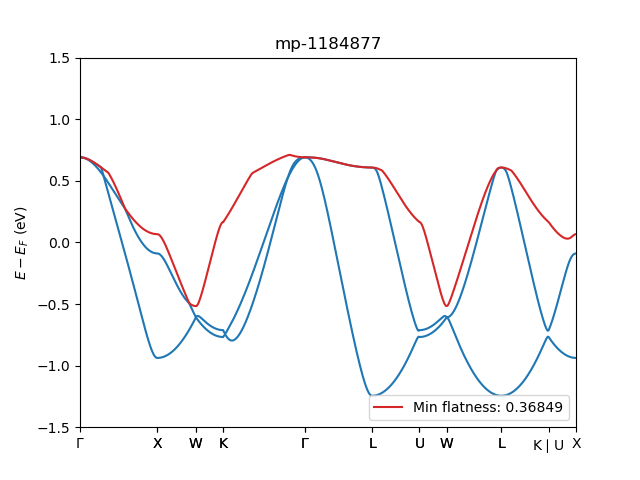 mp-1184877
1.5
1.0
0.5
0.0
−0.5
−1.0
−1.5
E − E_F (eV)
Min flatness: 0.36849
Γ X W K Γ L U W L K | U X